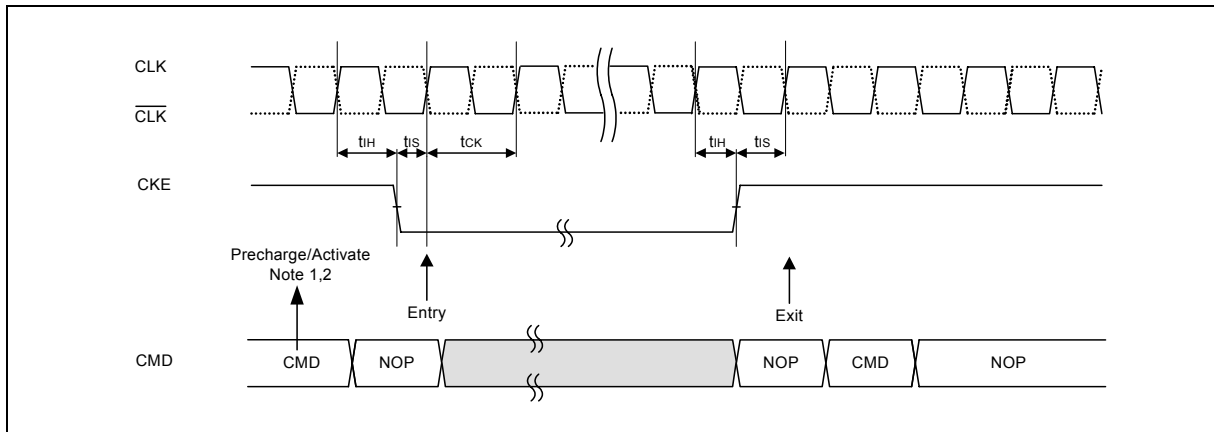 CLK
CLK
tIH tIS tCK tIH tIS
CKE
Precharge/Activate
Note 1,2
Entry
Exit
CMD
CMD NOP NOP CMD NOP